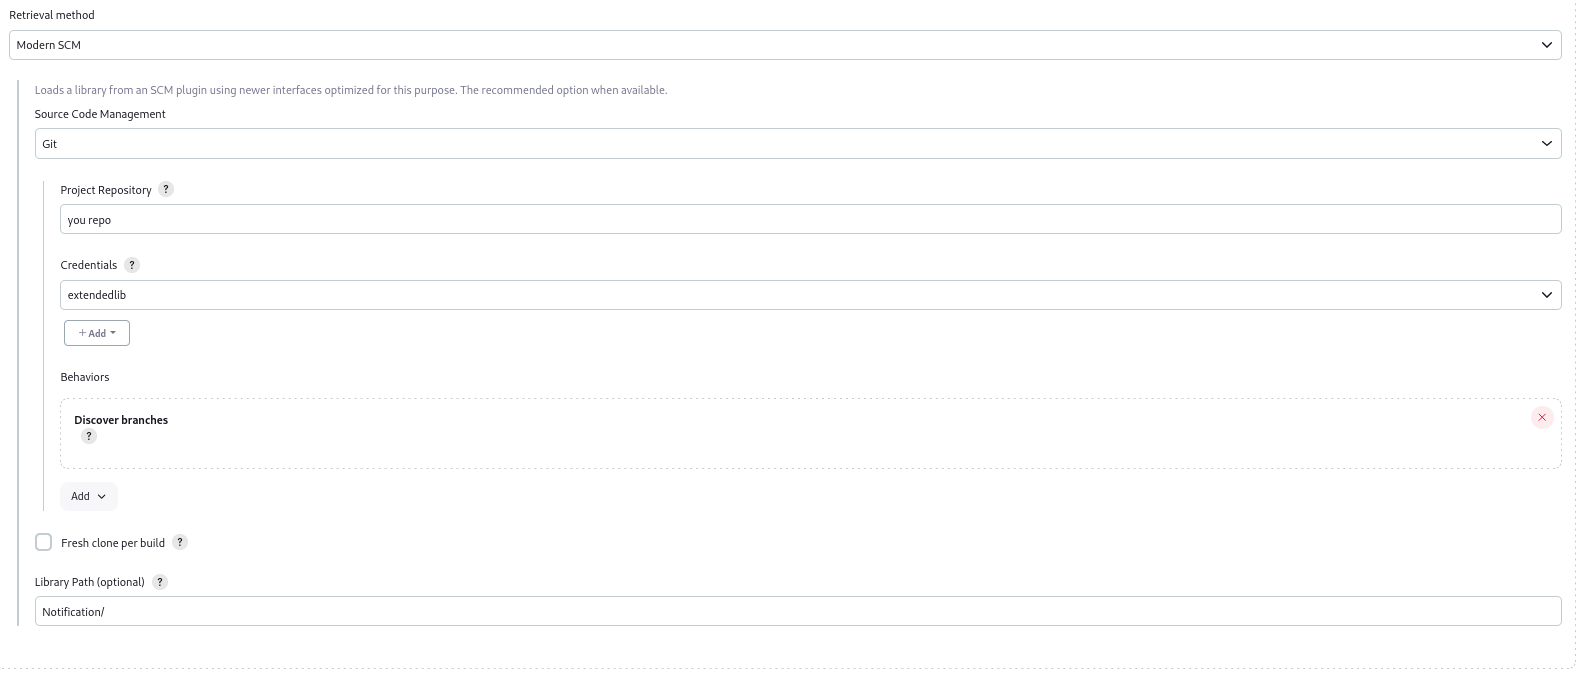 Retrieval method
Modern SCM
Loads a library from an SCM plugin using newer interfaces optimized for this purpose. The recommended option when available.
Source Code Management
Git
Project Repository ?
you repo
Credentials ?
extendedlib
+ Add
Behaviors
Discover branches
?
Add
Fresh clone per build ?
Library Path (optional) ?
Notification/